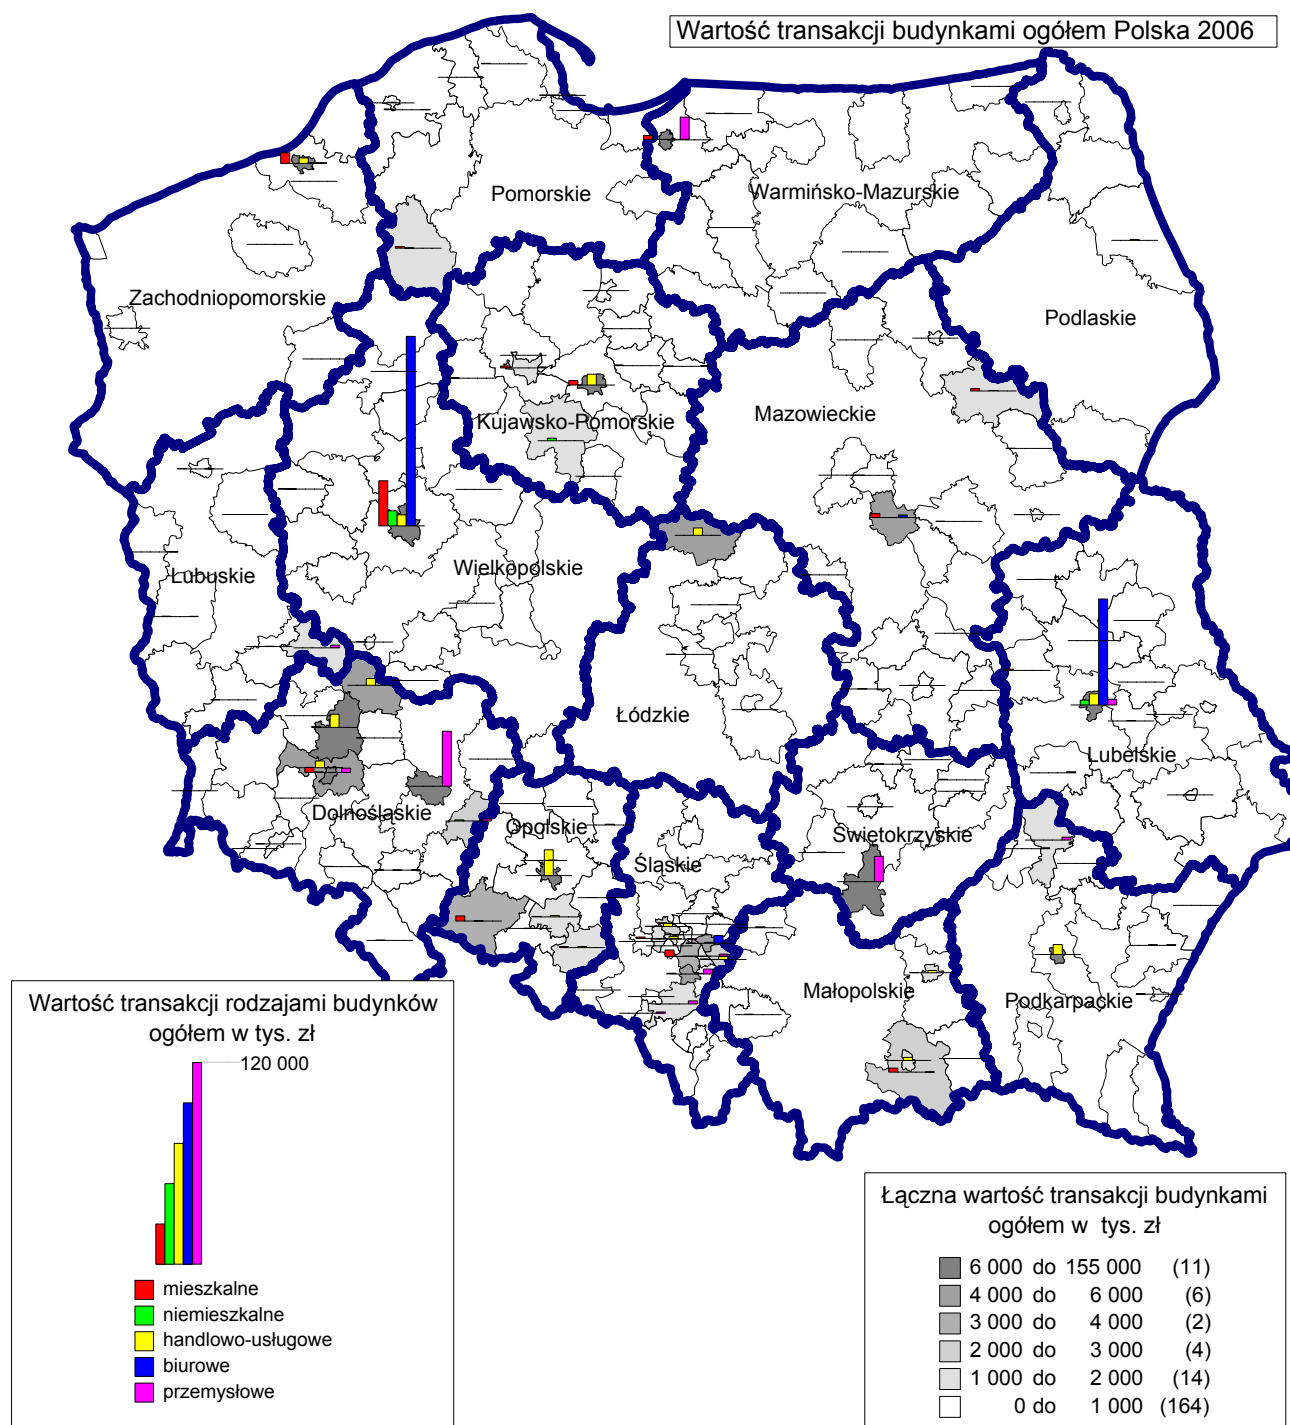 Wartość transakcji budynkami ogółem Polska 2006
Pomorskie
Warmińsko-Mazurskie
Zachodniopomorskie
Podlaskie
Mazowieckie
Kujawsko-Pomorskie
Wielkopolskie
Lubuskie
Łódzkie
Lubelskie
Dolnośląskie
Opolskie
Świętokrzyskie
Śląskie
Małopolskie
Podkarpackie
Wartość transakcji rodzajami budynków
ogółem w tys. zł
120 000
mieszkalne
niemieszkalne
handlowo-usługowe
biurowe
przemysłowe
Łączna wartość transakcji budynkami
ogółem w tys. zł
6 000 do 155 000 (11)
4 000 do 6 000 (6)
3 000 do 4 000 (2)
2 000 do 3 000 (4)
1 000 do 2 000 (14)
0 do 1 000 (164)